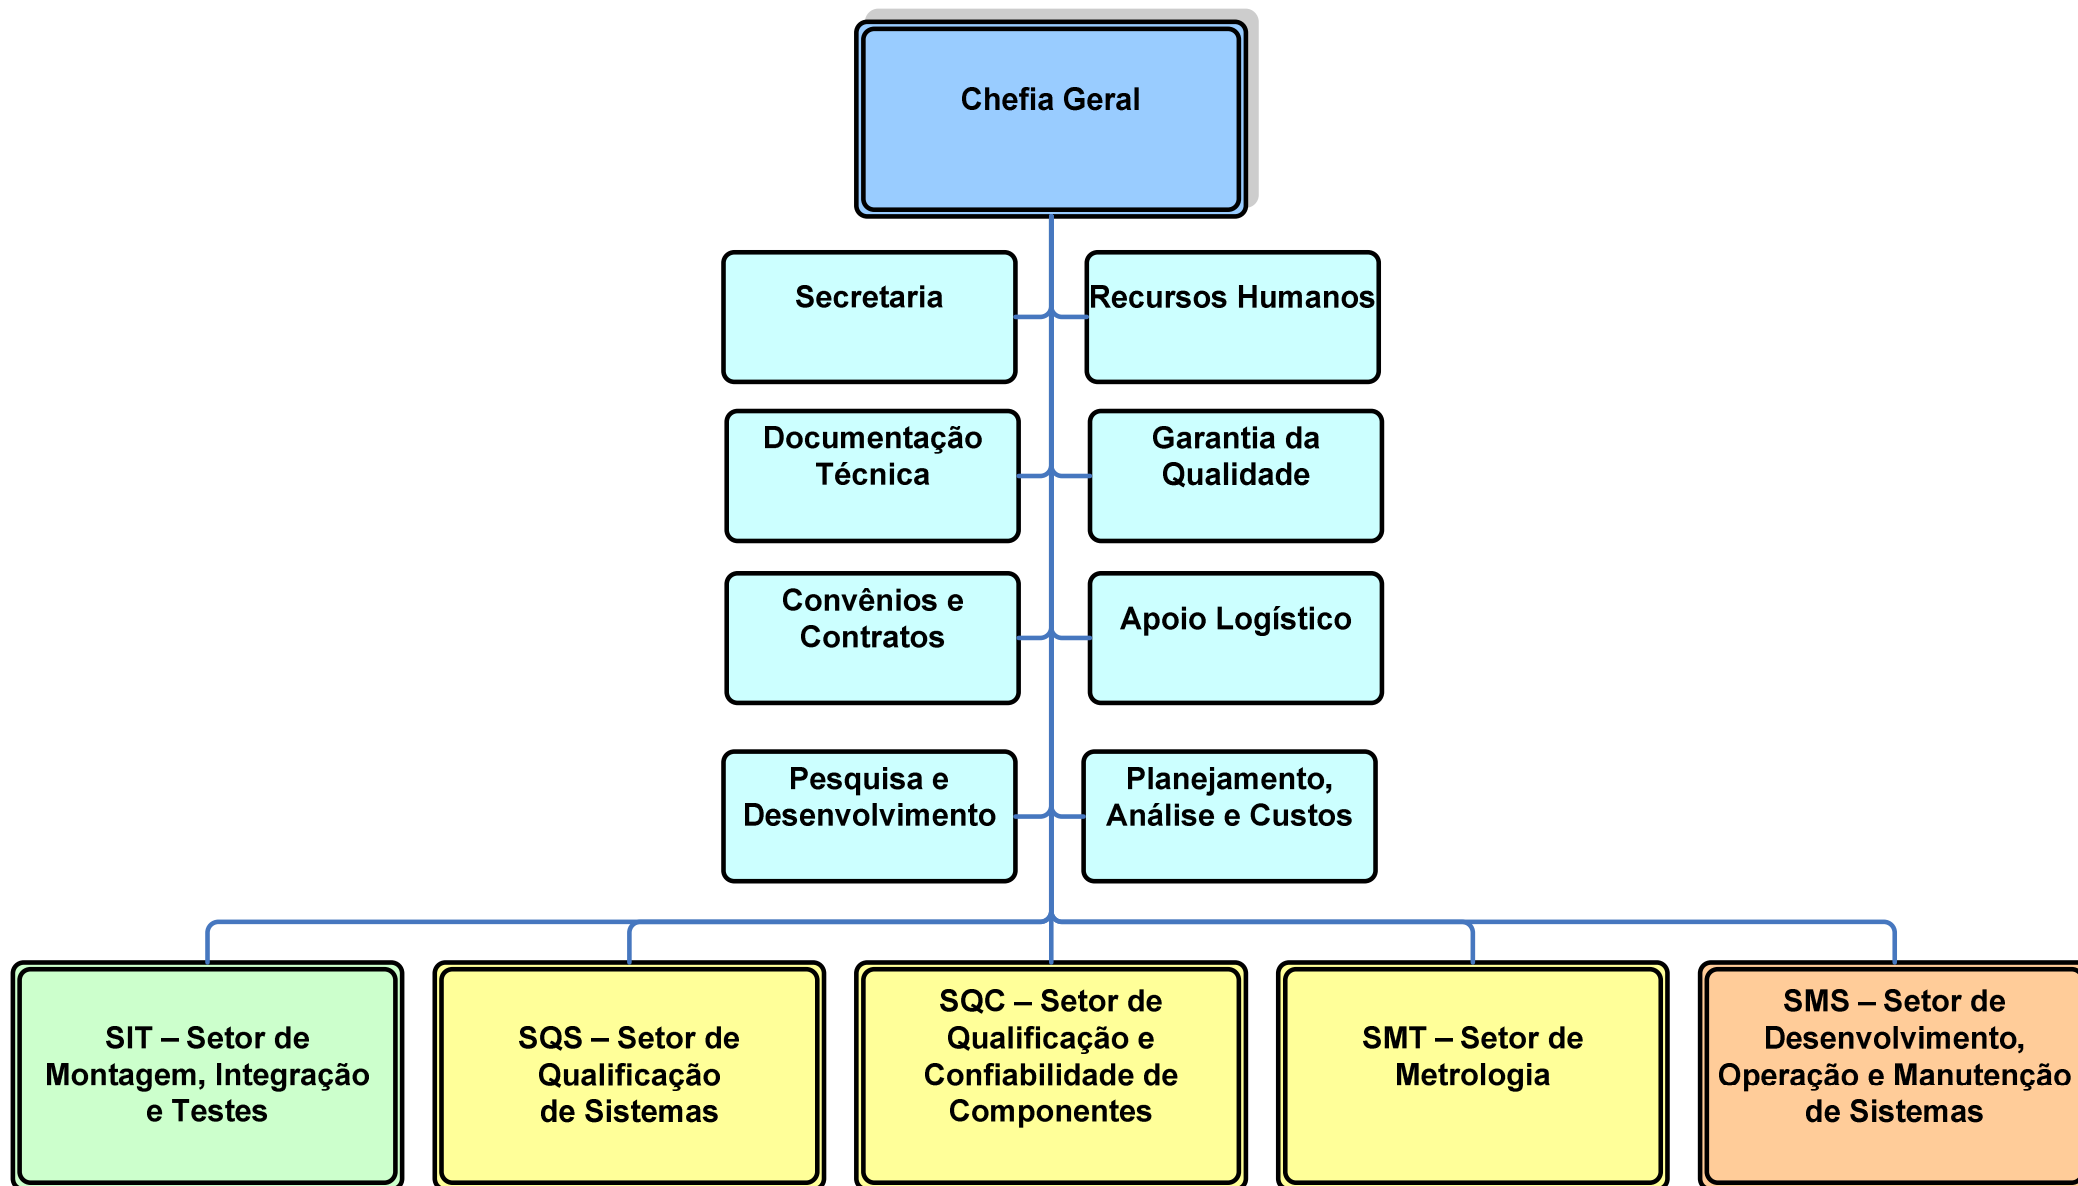 Chefia Geral
Secretaria
Recursos Humanos
Documentação
Técnica
Garantia da
Qualidade
Convênios e
Contratos
Apoio Logístico
Pesquisa e
Desenvolvimento
Planejamento,
Análise e Custos
SIT – Setor de
Montagem, Integração
e Testes
SQS – Setor de
Qualificação
de Sistemas
SQC – Setor de
Qualificação e
Confiabilidade de
Componentes
SMT – Setor de
Metrologia
SMS – Setor de
Desenvolvimento,
Operação e Manutenção
de Sistemas